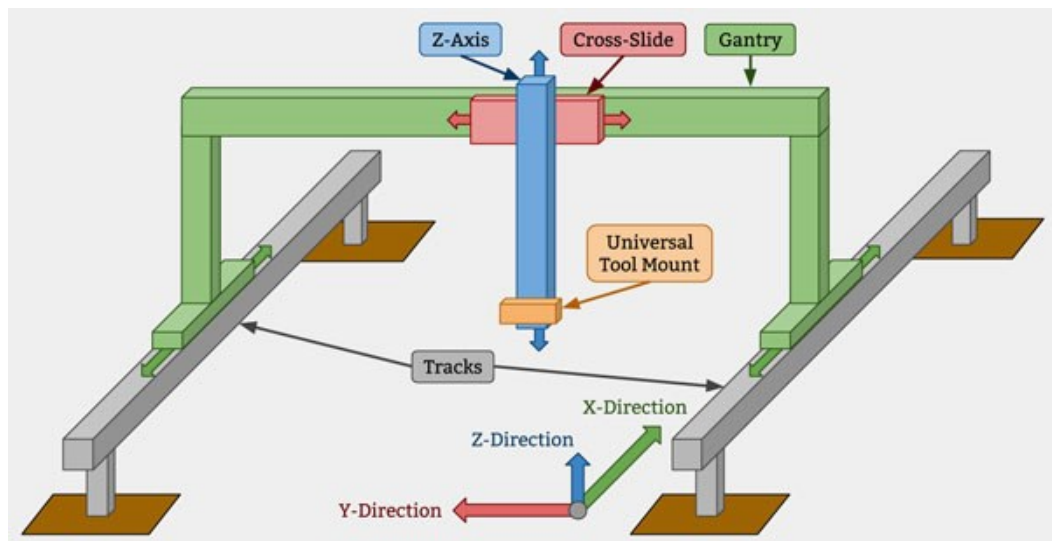 Z-Axis
Cross-Slide
Gantry
Universal
Tool Mount
Tracks
X-Direction
Z-Direction
Y-Direction